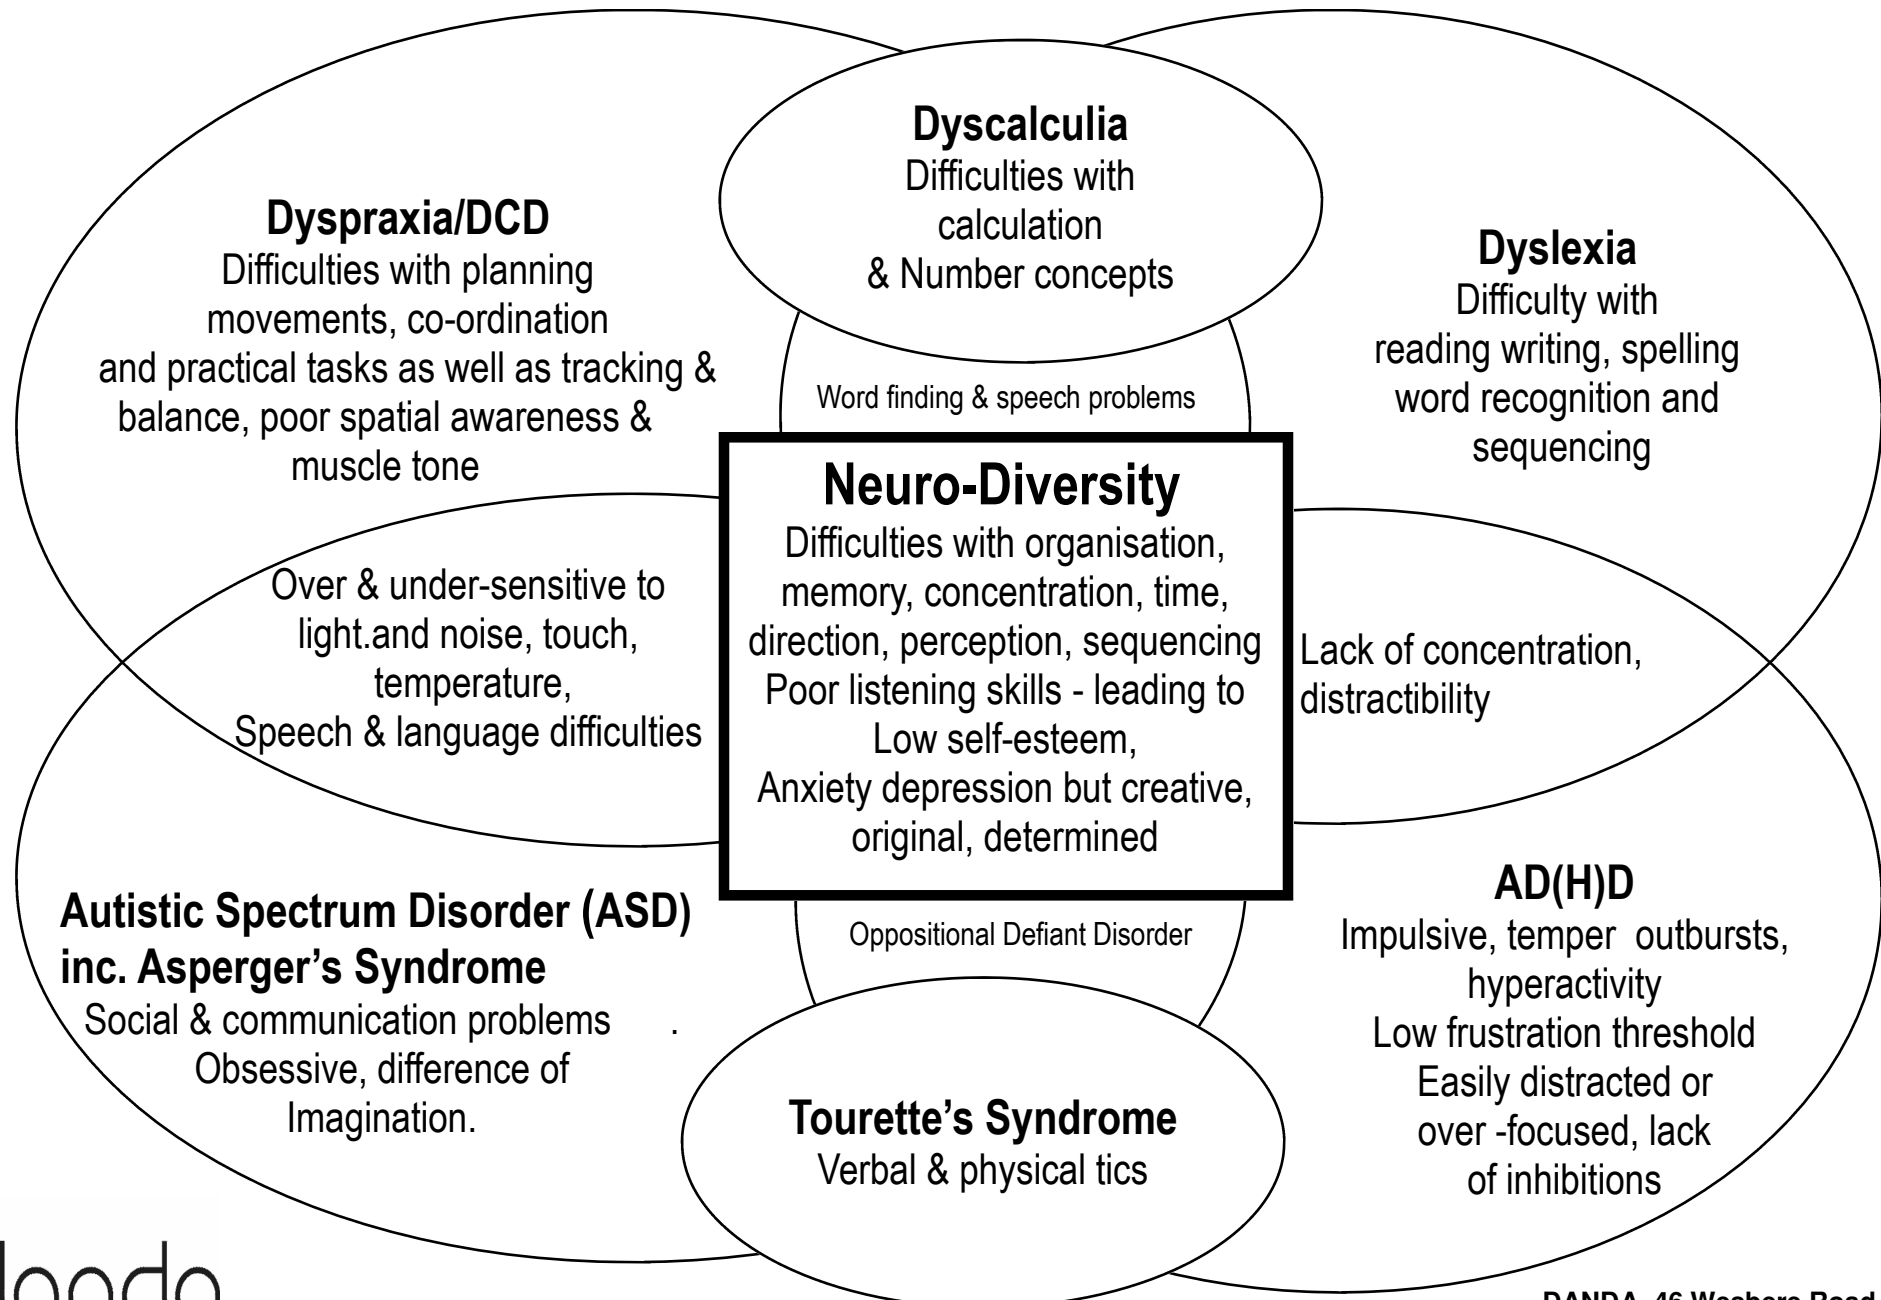 Dyscalculia
Difficulties with
calculation
& Number concepts
Dyspraxia/DCD
Difficulties with planning
movements, co-ordination
and practical tasks as well as tracking &
balance, poor spatial awareness &
muscle tone
Dyslexia
Difficulty with
reading writing, spelling
word recognition and
sequencing
Word finding & speech problems
Neuro-Diversity
Difficulties with organisation,
memory, concentration, time,
direction, perception, sequencing
Poor listening skills - leading to
Low self-esteem,
Anxiety depression but creative,
original, determined
Over & under-sensitive to
light.and noise, touch,
temperature,
Speech & language difficulties
Lack of concentration,
distractibility
Autistic Spectrum Disorder (ASD)
inc. Asperger's Syndrome
Social & communication problems .
Obsessive, difference of
Imagination.
Oppositional Defiant Disorder
AD(H)D
Impulsive, temper outbursts,
hyperactivity
Low frustration threshold
Easily distracted or
over -focused, lack
of inhibitions
Tourette's Syndrome
Verbal & physical tics
DANDA, 46 Westbere Road